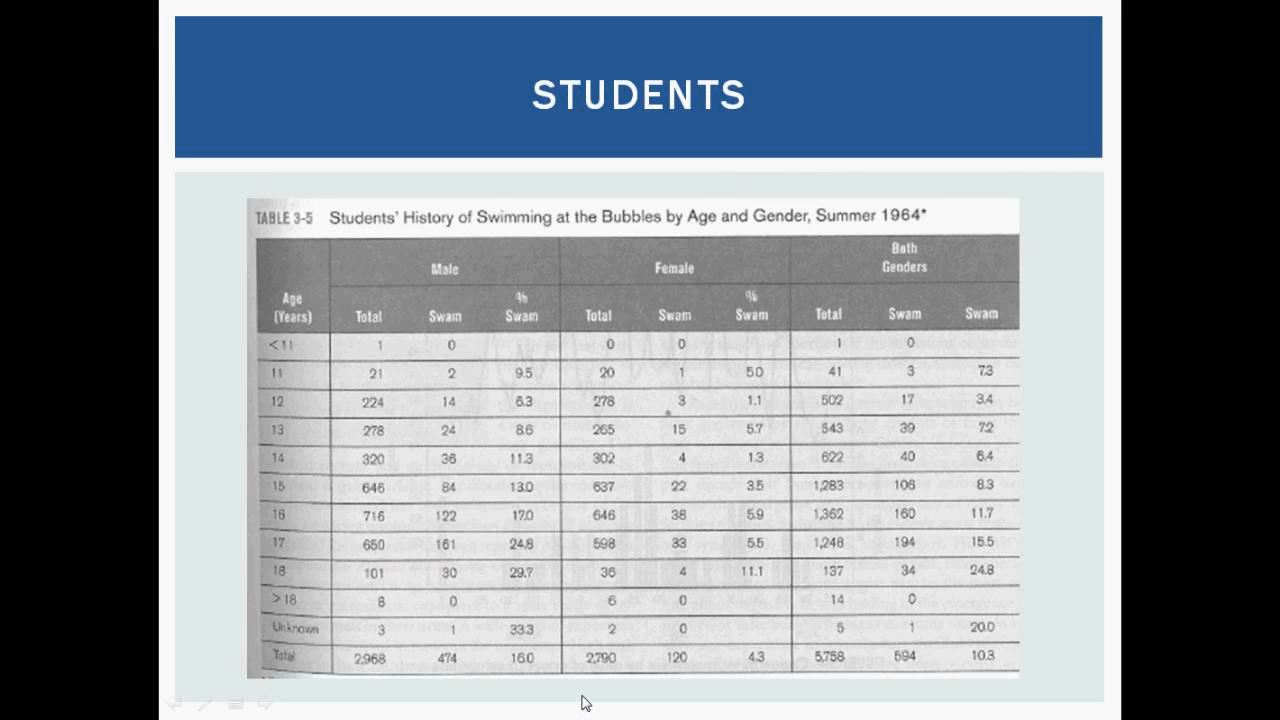 STUDENTS
TABLE 3-5 Students' History of Swimming at the Bubbles by Age and Gender, Summer 1964*
Male Female Both Genders
Age (Years) Total Swam % Swam Total Swam % Swam Total Swam Swam
<11 1 0 0 0 1 0
11 21 2 9.5 20 1 5.0 41 3 7.3
12 224 14 6.3 278 3 1.1 502 17 3.4
13 278 24 8.6 265 15 5.7 543 39 7.2
14 320 36 11.3 302 4 1.3 622 40 6.4
15 646 84 13.0 637 22 3.5 1,283 106 8.3
16 716 122 17.0 646 38 5.9 1,362 160 11.7
17 650 161 24.8 598 33 5.5 1,248 194 15.5
18 101 30 29.7 36 4 11.1 137 34 24.8
>18 8 0 6 0 14 0
Unknown 3 1 33.3 2 0 5 1 20.0
Total 2,968 474 16.0 2,790 120 4.3 5,758 594 10.3